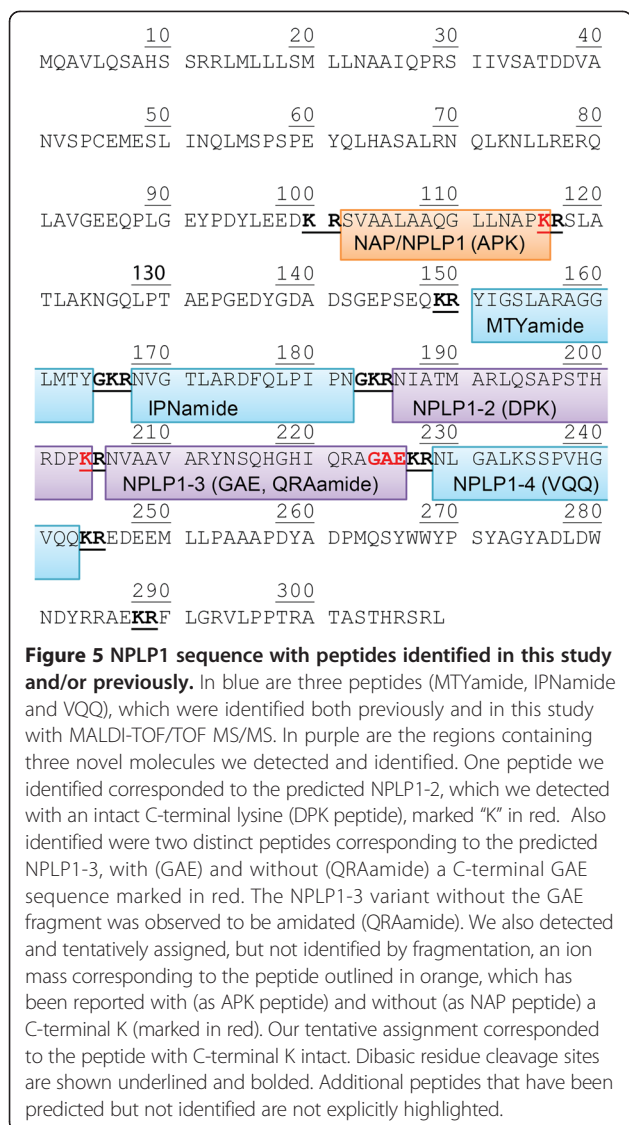 10 20 30 40
MQAVLQSAHS SRRLMLLLSM LLNAAIQPRS IIVSATDDVA
50 60 70 80
NVSPCEMESL INQLMSPSPE YQLHASALRN QLKNLLRERQ
90 100 110 120
LAVGEEQPLG EYPDYLEEDK RSVAALAAQG LLNAPKRSLA
NAP/NPLP1 (APK)
130 140 150 160
TLAKNGQLPT AEPGEDYGDA DSGEPSEQKR YIGSLARAGG
MTYamide
170 180 190 200
LMTYGKRNVG TLARDFQLPI PNGKRNIATM ARLQSAPSTH
IPNamide NPLP1-2 (DPK)
210 220 230 240
RDPKRNVAAV ARYNSQHGHI QRAGAEKRNL GALKSSPVHG
NPLP1-3 (GAE, QRAamide) NPLP1-4 (VQQ)
250 260 270 280
VQQKREDEEM LLPAAAPDYA DPMQSYWWYP SYAGYADLDW
290 300
NDYRRAEKRF LGRVLPPTRA TASTHRSRL
Figure 5 NPLP1 sequence with peptides identified in this study
and/or previously. In blue are three peptides (MTYamide, IPNamide
and VQQ), which were identified both previously and in this study
with MALDI-TOF/TOF MS/MS. In purple are the regions containing
three novel molecules we detected and identified. One peptide we
identified corresponded to the predicted NPLP1-2, which we detected
with an intact C-terminal lysine (DPK peptide), marked “K” in red. Also
identified were two distinct peptides corresponding to the predicted
NPLP1-3, with (GAE) and without (QRAamide) a C-terminal GAE
sequence marked in red. The NPLP1-3 variant without the GAE
fragment was observed to be amidated (QRAamide). We also detected
and tentatively assigned, but not identified by fragmentation, an ion
mass corresponding to the peptide outlined in orange, which has
been reported with (as APK peptide) and without (as NAP peptide) a
C-terminal K (marked in red). Our tentative assignment corresponded
to the peptide with C-terminal K intact. Dibasic residue cleavage sites
are shown underlined and bolded. Additional peptides that have been
predicted but not identified are not explicitly highlighted.